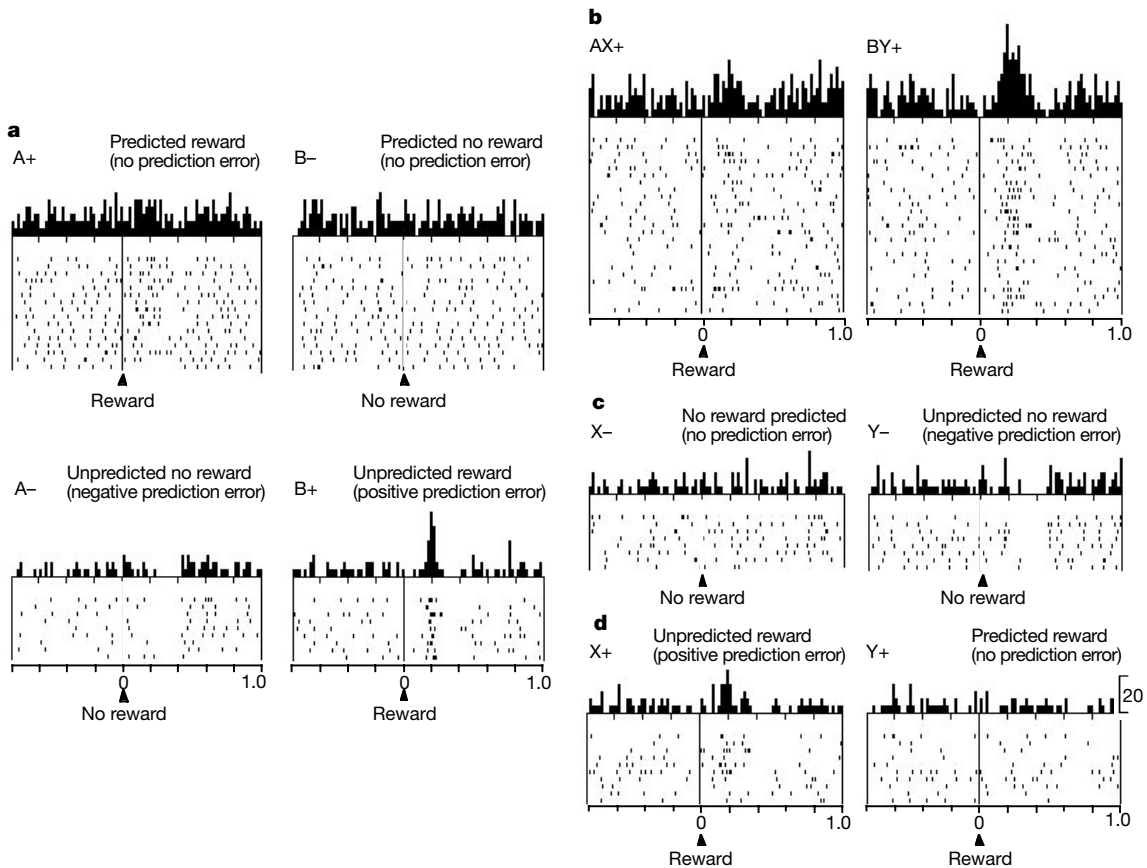 a
A+
Predicted reward
(no prediction error)
Reward
B–
Predicted no reward
(no prediction error)
No reward
A–
Unpredicted no reward
(negative prediction error)
0
1.0
No reward
B+
Unpredicted reward
(positive prediction error)
0
1.0
Reward
b
AX+
0
1.0
Reward
BY+
0
1.0
Reward
c
X–
No reward predicted
(no prediction error)
No reward
Y–
Unpredicted no reward
(negative prediction error)
No reward
d
X+
Unpredicted reward
(positive prediction error)
0
1.0
Reward
Y+
Predicted reward
(no prediction error)
20
0
1.0
Reward